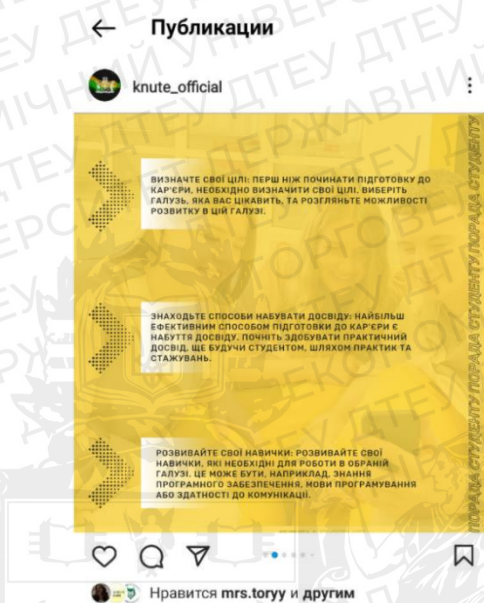 ← Публикации
knute_official
ВИЗНАЧТЕ СВОЇ ЦІЛІ: ПЕРШ НІЖ ПОЧИНАТИ ПІДГОТОВКУ ДО
КАР'ЄРИ, НЕОБХІДНО ВИЗНАЧИТИ СВОЇ ЦІЛІ. ВИБЕРІТЬ
ГАЛУЗЬ, ЯКА ВАС ЦІКАВИТЬ, ТА РОЗГЛЯНЬТЕ МОЖЛИВОСТІ
РОЗВИТКУ В ЦІЙ ГАЛУЗІ.
ЗНАХОДЬТЕ СПОСОБИ НАБУВАТИ ДОСВІДУ: НАЙБІЛЬШ
ЕФЕКТИВНИМ СПОСОБОМ ПІДГОТОВКИ ДО КАР'ЄРИ Є
НАБУТТЯ ДОСВІДУ. ПОЧНІТЬ ЗДОБУВАТИ ПРАКТИЧНИЙ
ДОСВІД, ЩЕ БУДУЧИ СТУДЕНТОМ, ШЛЯХОМ ПРАКТИК ТА
СТАЖУВАНЬ.
РОЗВИВАЙТЕ СВОЇ НАВИЧКИ: РОЗВИВАЙТЕ СВОЇ
НАВИЧКИ, ЯКІ НЕОБХІДНІ ДЛЯ РОБОТИ В ОБРАНІЙ
ГАЛУЗІ. ЦЕ МОЖЕ БУТИ, НАПРИКЛАД, ЗНАННЯ
ПРОГРАМНОГО ЗАБЕЗПЕЧЕННЯ, МОВИ ПРОГРАМУВАННЯ
АБО ЗДАТНОСТІ ДО КОМУНІКАЦІЇ.
ПОРАДА СТУДЕНТУ ПОРАДА СТУДЕНТУ ПОРАДА СТУДЕНТУ ПОРАДА СТУДЕНТУ
Нравится mrs.toryy и другим